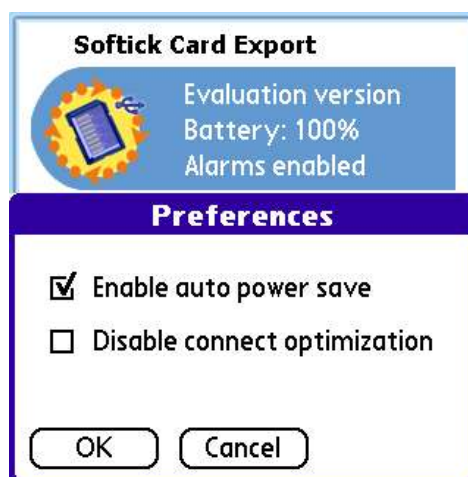 Softick Card Export
Evaluation version
Battery: 100%
Alarms enabled
Preferences
Enable auto power save
Disable connect optimization
OK Cancel